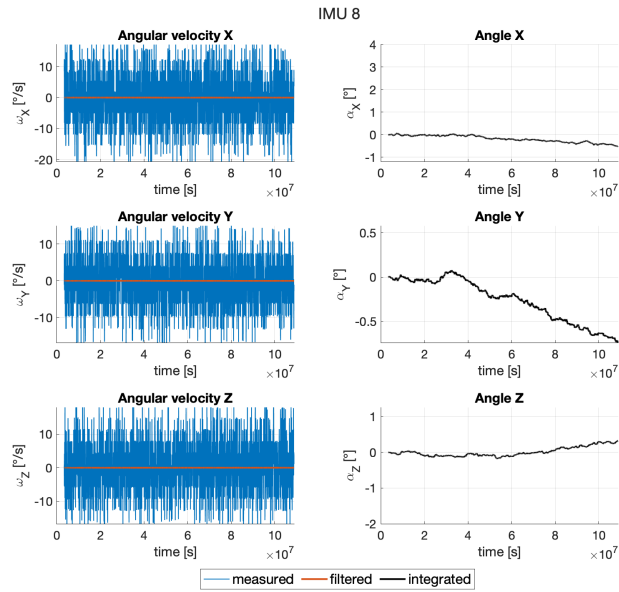 IMU 8
Angular velocity X
ω_X [°/s]
10
0
-10
-20
0 2 4 6 8 10
time [s]
×10^7
Angle X
α_X [°]
4
3
2
1
0
-1
0 2 4 6 8 10
time [s]
×10^7
Angular velocity Y
ω_Y [°/s]
10
0
-10
0 2 4 6 8 10
time [s]
×10^7
Angle Y
α_Y [°]
0.5
0
-0.5
0 2 4 6 8 10
time [s]
×10^7
Angular velocity Z
ω_Z [°/s]
10
0
-10
0 2 4 6 8 10
time [s]
×10^7
Angle Z
α_Z [°]
1
0
-1
-2
0 2 4 6 8 10
time [s]
×10^7
measured filtered integrated